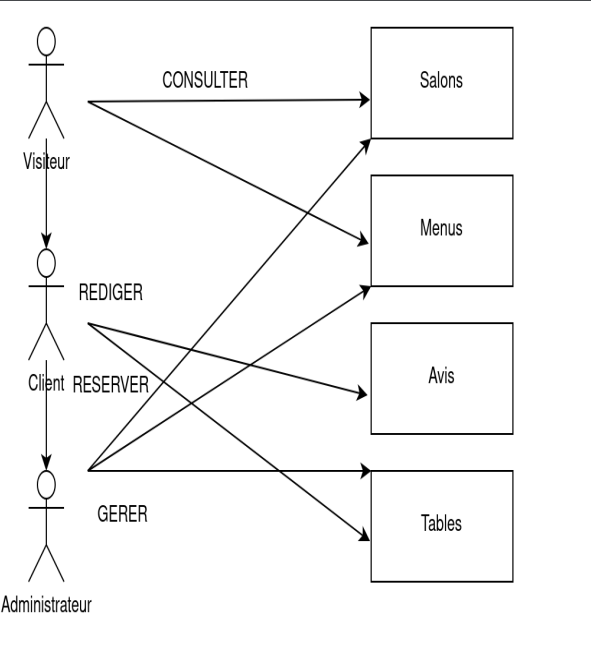 CONSULTER
Salons
Visiteur
Menus
REDIGER
Client
RESERVER
Avis
GERER
Tables
Administrateur